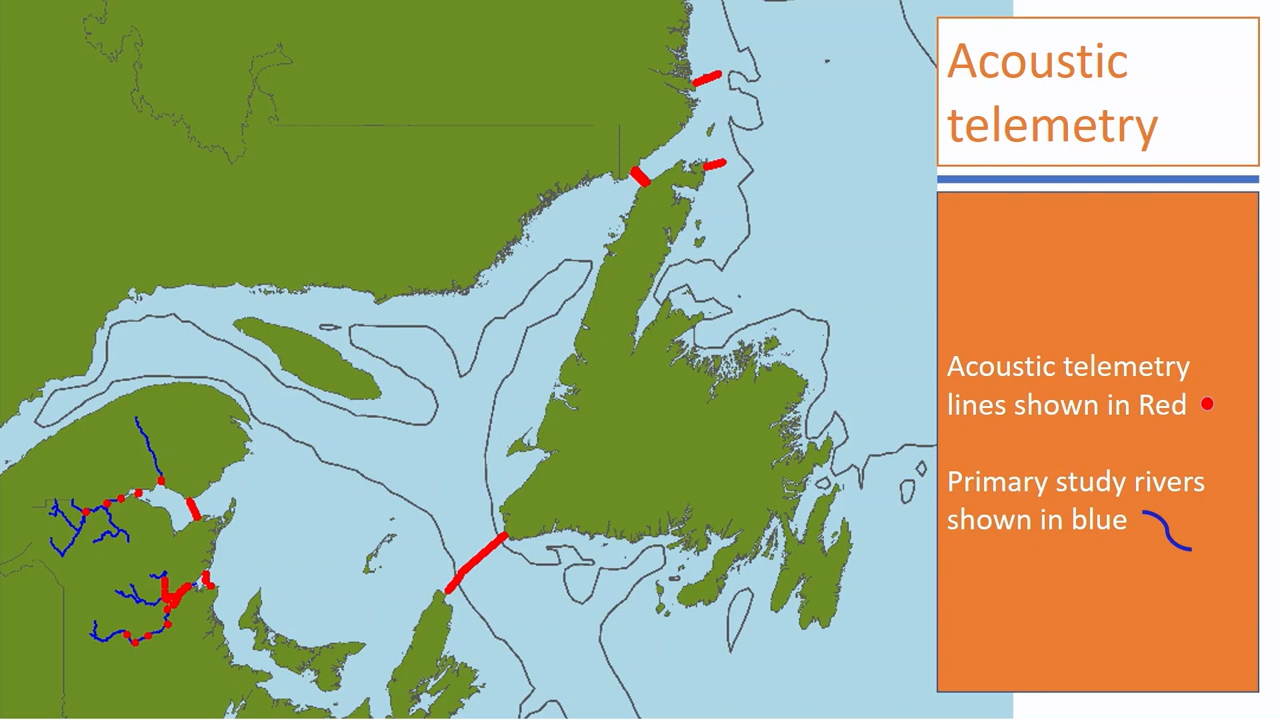 Acoustic
telemetry
Acoustic telemetry
lines shown in Red
Primary study rivers
shown in blue